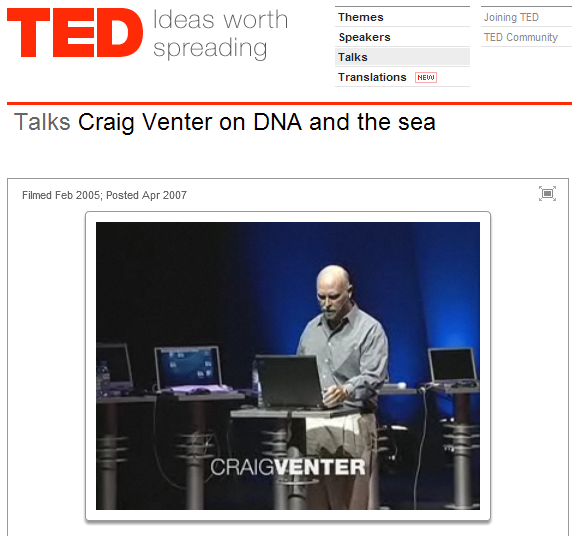 TED Ideas worth
spreading
Themes
Speakers
Talks
Translations NEW
Joining TED
TED Community
Talks Craig Venter on DNA and the sea
Filmed Feb 2005; Posted Apr 2007
CRAIGVENTER